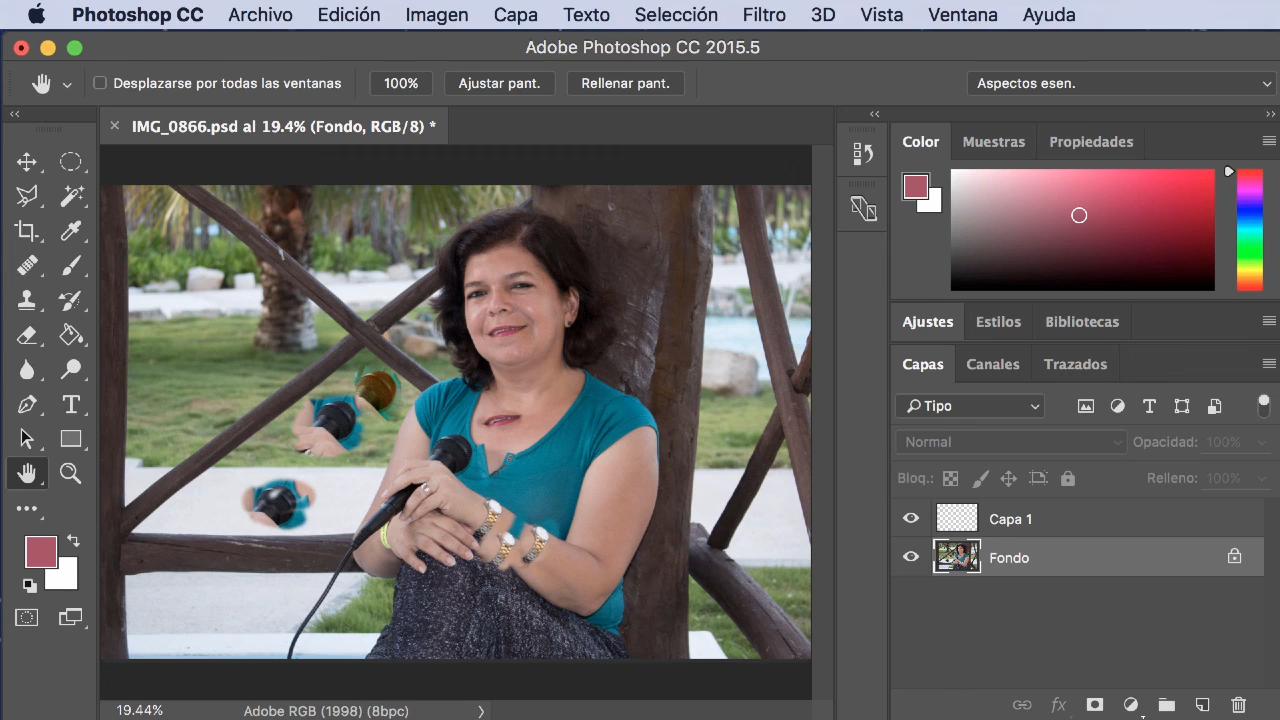 Photoshop CC Archivo Edición Imagen Capa Texto Selección Filtro 3D Vista Ventana Ayuda
Adobe Photoshop CC 2015.5
Desplazarse por todas las ventanas 100% Ajustar pant. Rellenar pant. Aspectos esen.
IMG_0866.psd al 19.4% (Fondo, RGB/8) *
Color Muestras Propiedades
Ajustes Estilos Bibliotecas
Capas Canales Trazados
Tipo
Normal Opacidad: 100%
Bloq.: Relleno: 100%
Capa 1
Fondo
fx
19.44% Adobe RGB (1998) (8bpc)